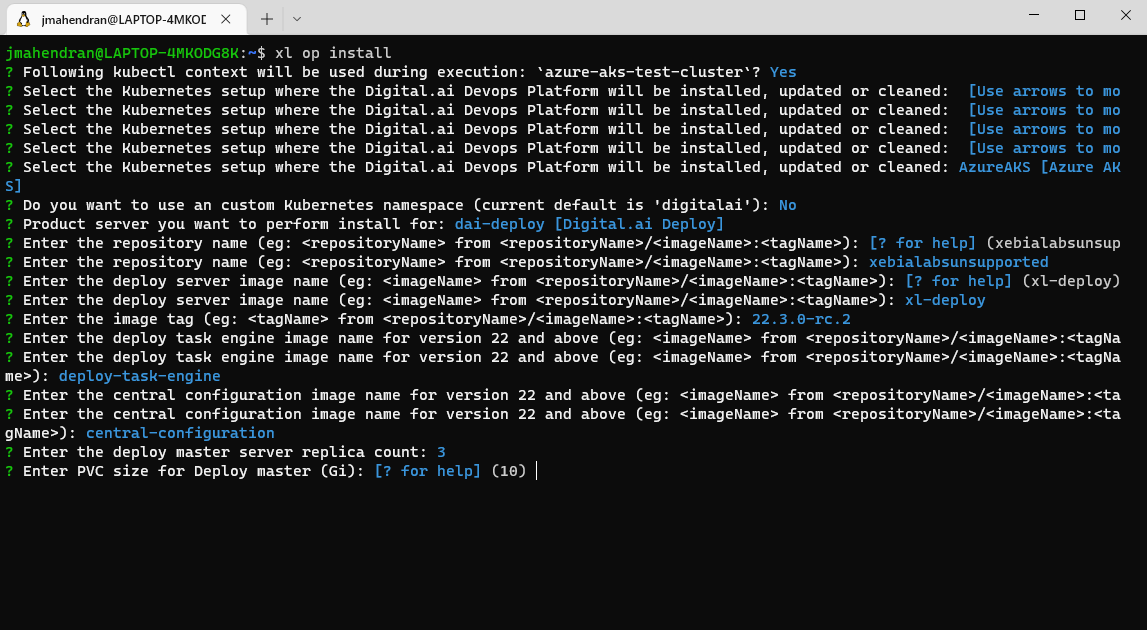 jmahendran@LAPTOP-4MKOD
jmahendran@LAPTOP-4MKODG8K:~$ xl op install
? Following kubectl context will be used during execution: `azure-aks-test-cluster`? Yes
? Select the Kubernetes setup where the Digital.ai Devops Platform will be installed, updated or cleaned:  [Use arrows to mo
? Select the Kubernetes setup where the Digital.ai Devops Platform will be installed, updated or cleaned:  [Use arrows to mo
? Select the Kubernetes setup where the Digital.ai Devops Platform will be installed, updated or cleaned:  [Use arrows to mo
? Select the Kubernetes setup where the Digital.ai Devops Platform will be installed, updated or cleaned:  [Use arrows to mo
? Select the Kubernetes setup where the Digital.ai Devops Platform will be installed, updated or cleaned: AzureAKS [Azure AK
S]
? Do you want to use an custom Kubernetes namespace (current default is 'digitalai'): No
? Product server you want to perform install for: dai-deploy [Digital.ai Deploy]
? Enter the repository name (eg: <repositoryName> from <repositoryName>/<imageName>:<tagName>): [? for help] (xebialabsunsup
? Enter the repository name (eg: <repositoryName> from <repositoryName>/<imageName>:<tagName>): xebialabsunsupported
? Enter the deploy server image name (eg: <imageName> from <repositoryName>/<imageName>:<tagName>): [? for help] (xl-deploy)
? Enter the deploy server image name (eg: <imageName> from <repositoryName>/<imageName>:<tagName>): xl-deploy
? Enter the image tag (eg: <tagName> from <repositoryName>/<imageName>:<tagName>): 22.3.0-rc.2
? Enter the deploy task engine image name for version 22 and above (eg: <imageName> from <repositoryName>/<imageName>:<tagNa
? Enter the deploy task engine image name for version 22 and above (eg: <imageName> from <repositoryName>/<imageName>:<tagNa
me>): deploy-task-engine
? Enter the central configuration image name for version 22 and above (eg: <imageName> from <repositoryName>/<imageName>:<ta
? Enter the central configuration image name for version 22 and above (eg: <imageName> from <repositoryName>/<imageName>:<ta
gName>): central-configuration
? Enter the deploy master server replica count: 3
? Enter PVC size for Deploy master (Gi): [? for help] (10)